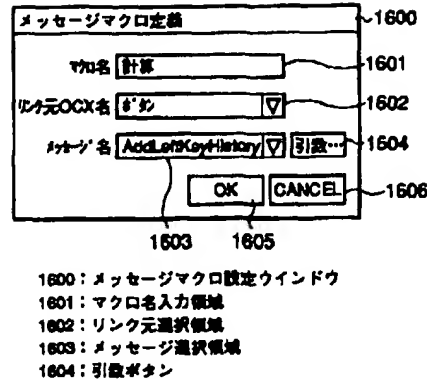 メッセージマクロ定義
1600
マクロ名 計算
1601
リンク元OCX名 ボタン
1602
メッセージ名 AddLeftKeyHistory 引数…
1604
OK CANCEL
1606
1603 1605
1600:メッセージマクロ設定ウインドウ
1601:マクロ名入力領域
1602:リンク元選択領域
1603:メッセージ選択領域
1604:引数ボタン